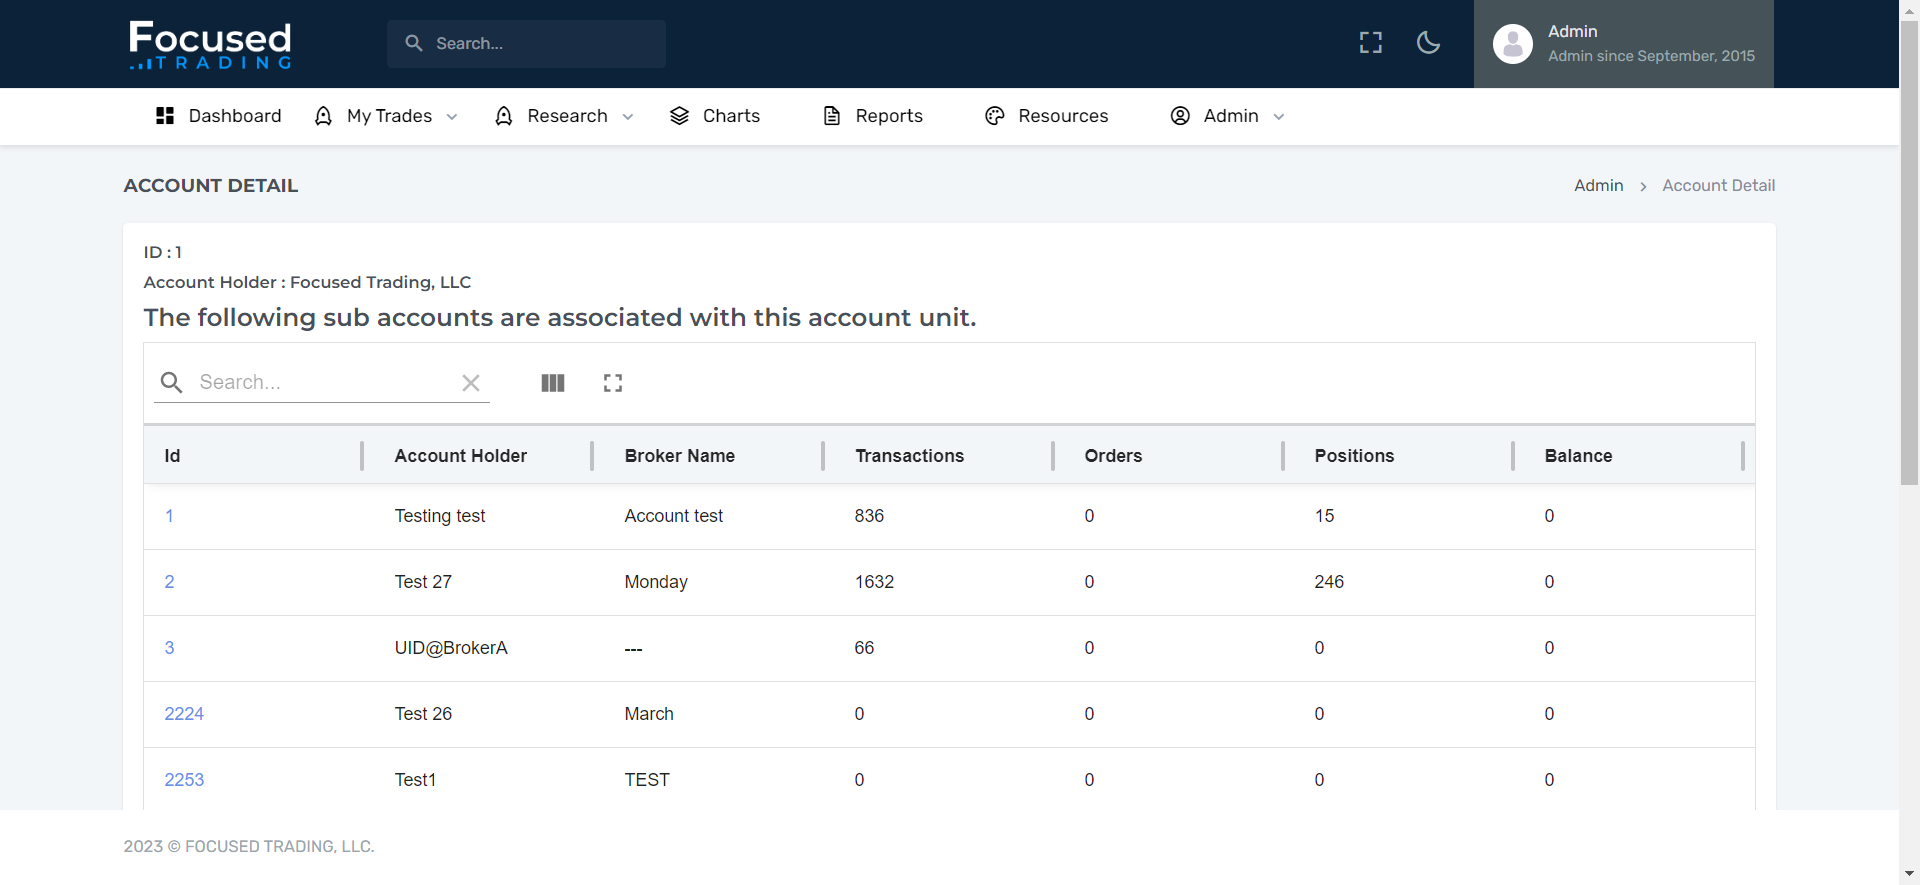 Focused
TRADING
Search...
Admin
Admin since September, 2015
Dashboard
My Trades
Research
Charts
Reports
Resources
Admin
ACCOUNT DETAIL
Admin > Account Detail
ID : 1
Account Holder : Focused Trading, LLC
The following sub accounts are associated with this account unit.
Search...
Id Account Holder Broker Name Transactions Orders Positions Balance
1 Testing test Account test 836 0 15 0
2 Test 27 Monday 1632 0 246 0
3 UID@BrokerA --- 66 0 0 0
2224 Test 26 March 0 0 0 0
2253 Test1 TEST 0 0 0 0
2023 © FOCUSED TRADING, LLC.